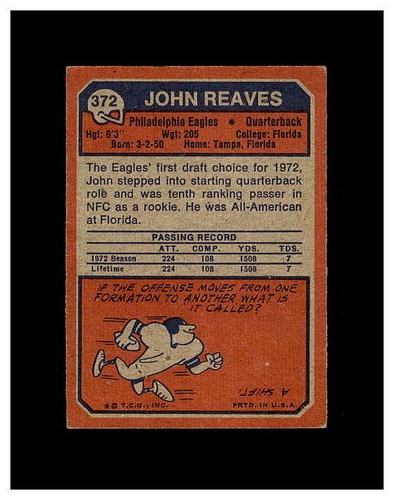 372
JOHN REAVES
Philadelphia Eagles • Quarterback
Hgt: 6'3" Wgt: 205 College: Florida
Born: 3-2-50 Home: Tampa, Florida
The Eagles' first draft choice for 1972,
John stepped into starting quarterback
role and was tenth ranking passer in
NFC as a rookie. He was All-American
at Florida.
PASSING RECORD
ATT. COMP. YDS. TDS.
1972 Season 224 108 1508 7
Lifetime 224 108 1508 7
IF THE OFFENSE MOVES FROM ONE
FORMATION TO ANOTHER WHAT IS
IT CALLED?
A SHIFT.
* © T.C.G., INC. PRTD. IN U.S.A.